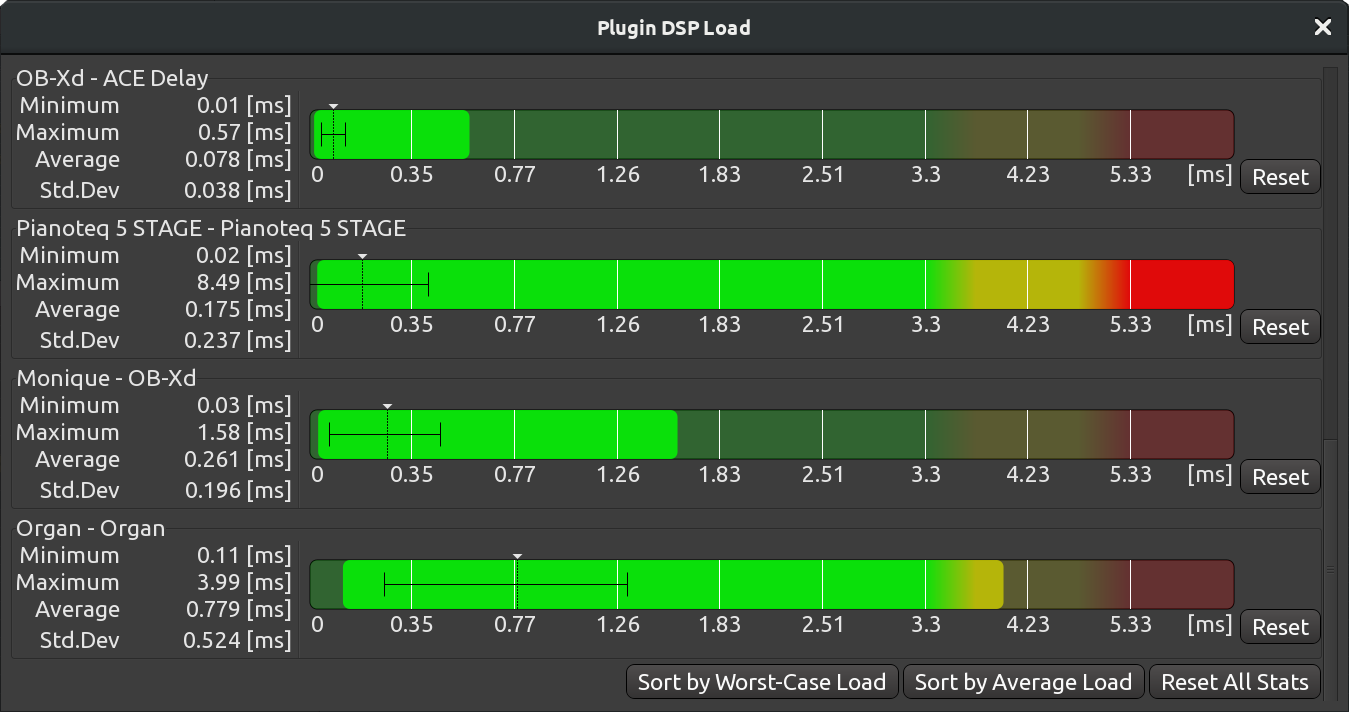 Plugin DSP Load
OB-Xd - ACE Delay
Minimum 0.01 [ms]
Maximum 0.57 [ms]
Average 0.078 [ms]
Std.Dev 0.038 [ms]
0 0.35 0.77 1.26 1.83 2.51 3.3 4.23 5.33 [ms] Reset
Pianoteq 5 STAGE - Pianoteq 5 STAGE
Minimum 0.02 [ms]
Maximum 8.49 [ms]
Average 0.175 [ms]
Std.Dev 0.237 [ms]
0 0.35 0.77 1.26 1.83 2.51 3.3 4.23 5.33 [ms] Reset
Monique - OB-Xd
Minimum 0.03 [ms]
Maximum 1.58 [ms]
Average 0.261 [ms]
Std.Dev 0.196 [ms]
0 0.35 0.77 1.26 1.83 2.51 3.3 4.23 5.33 [ms] Reset
Organ - Organ
Minimum 0.11 [ms]
Maximum 3.99 [ms]
Average 0.779 [ms]
Std.Dev 0.524 [ms]
0 0.35 0.77 1.26 1.83 2.51 3.3 4.23 5.33 [ms] Reset
Sort by Worst-Case Load Sort by Average Load Reset All Stats